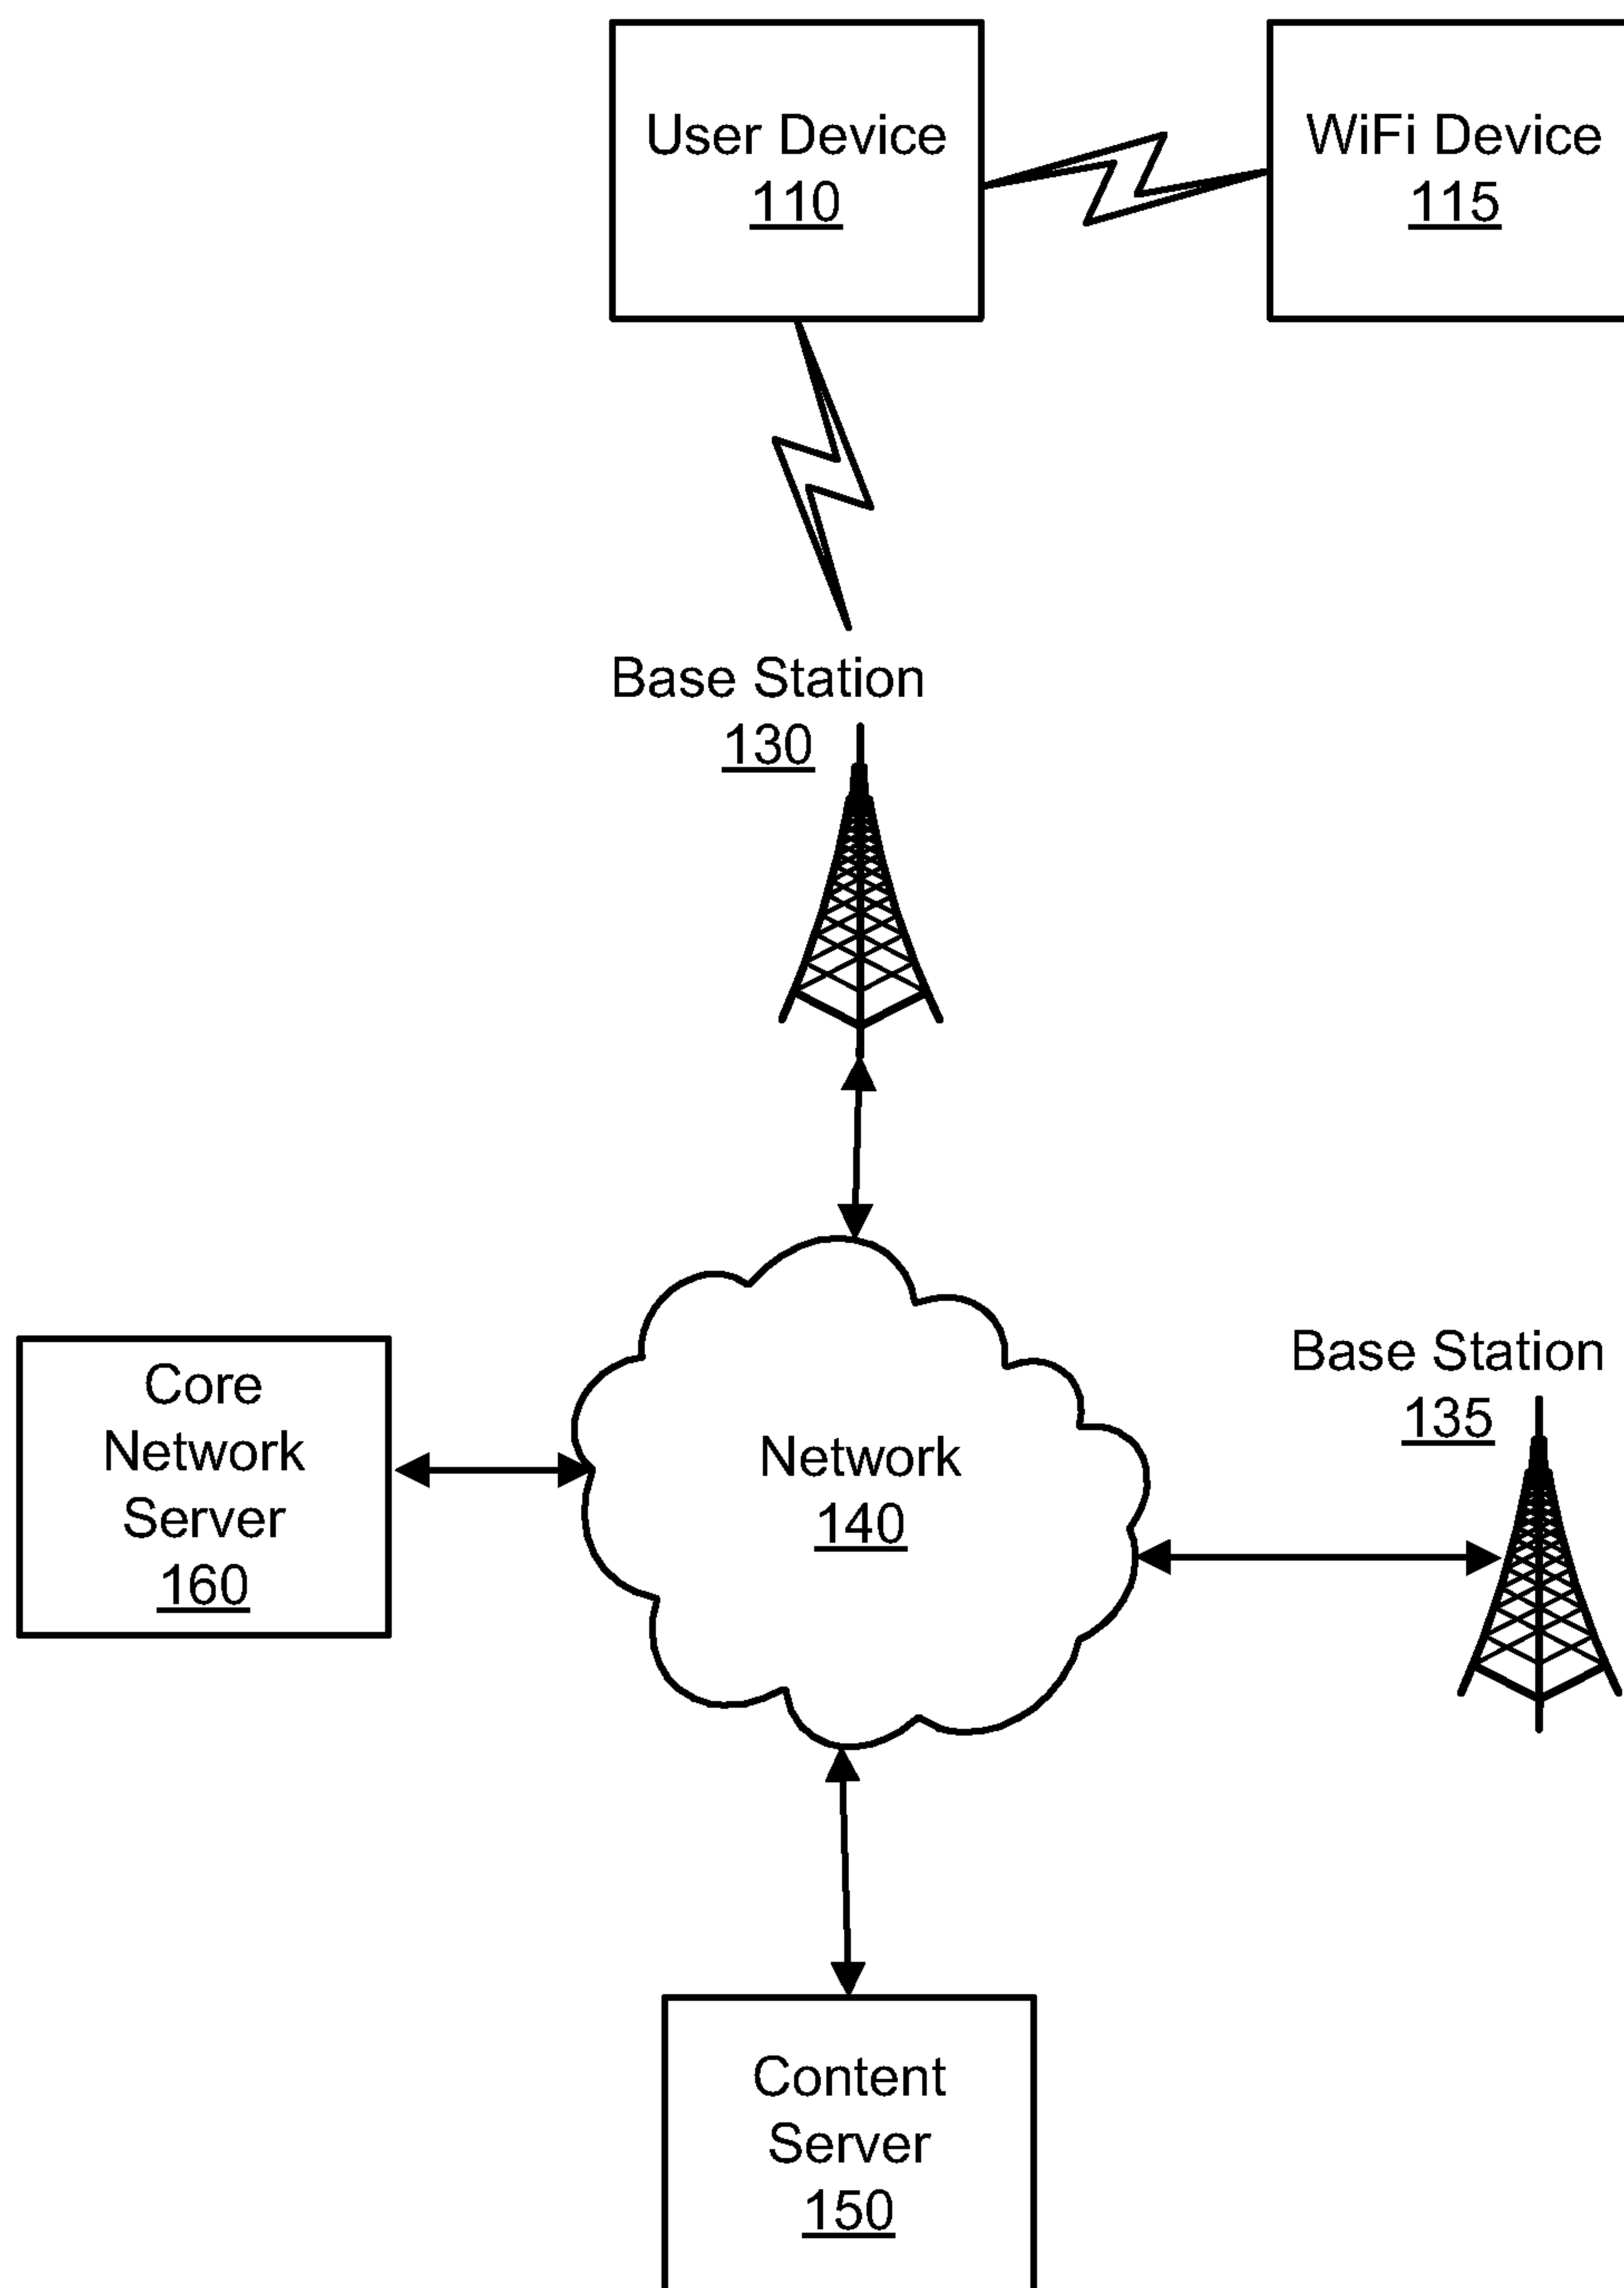 User Device
110
WiFi Device
115
Base Station
130
Core
Network
Server
160
Network
140
Base Station
135
Content
Server
150